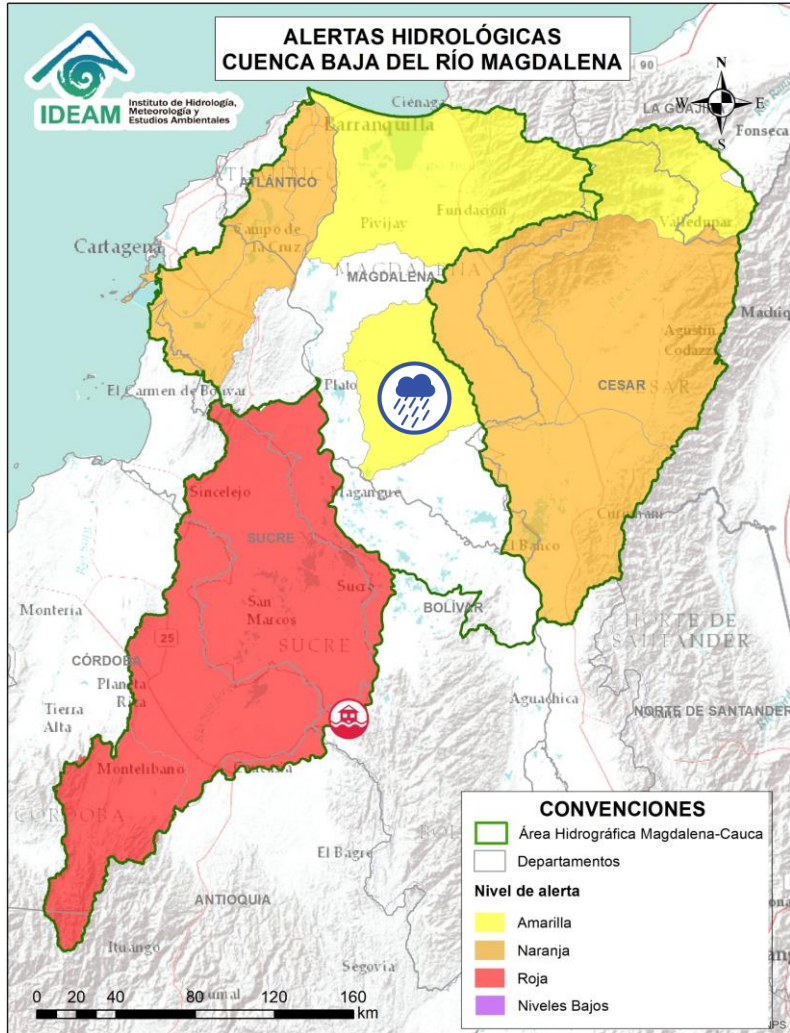 ALERTAS HIDROLÓGICAS
CUENCA BAJA DEL RÍO MAGDALENA
IDEAM
Instituto de Hidrología,
Meteorología y
Estudios Ambientales
N
W
E
S
90
LA GUAJIRA
Fonseca
Ciénaga
Barranquilla
ATLÁNTICO
Valledupar
Fundación
Pivijay
Campo de
la Cruz
Cartagena
MAGDALENA
MAGDALENA
Machiq
Agustín
Codazzi
CESAR
CESAR
El Carmen de Bolívar
Plato
Sincelejo
Magangué
Curumaní
SUCRE
El Banco
Sucre
BOLÍVAR
San
Marcos
Montería
NORTE DE
SANTANDER
SUCRE
25
CÓRDOBA
Planeta
Rica
Aguachica
NORTE DE SANTANDER
Tierra
Alta
Montelíbano
Caucasia
CÓRDOBA
El Bagre
ANTIOQUIA
Ituango
Segovia
0 20 40 80 120 160
km
CONVENCIONES
Área Hidrográfica Magdalena-Cauca
Departamentos
Nivel de alerta
Amarilla
Naranja
Roja
Niveles Bajos